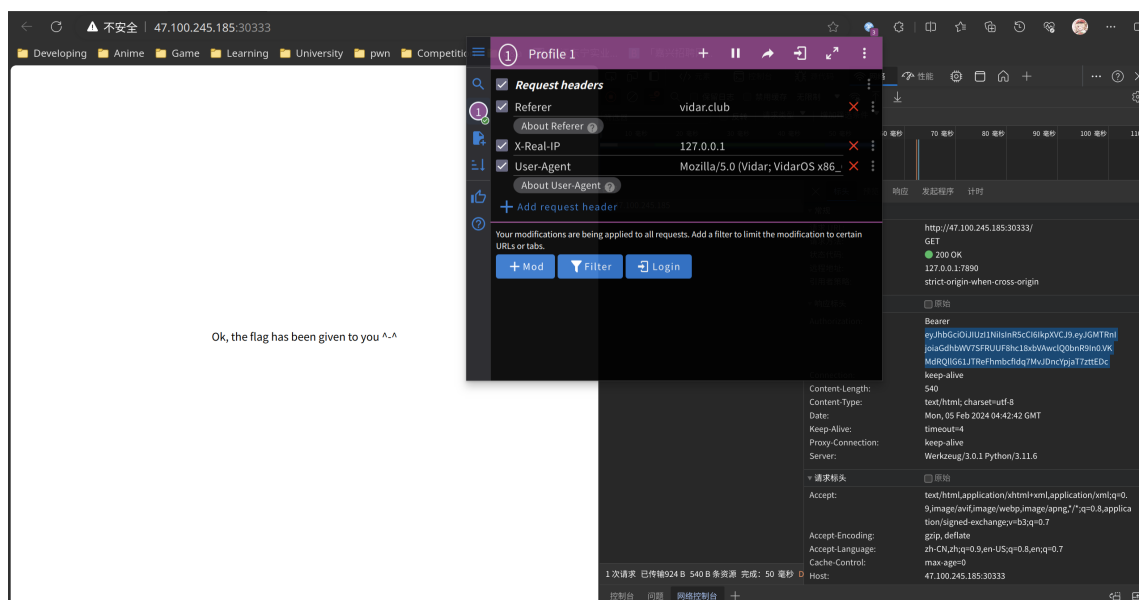 不安全 47.100.245.185:30333
Developing Anime Game Learning University pwn Competitic
1 Profile 1
性能
Request headers
Referer vidar.club
About Referer
X-Real-IP 127.0.0.1
User-Agent Mozilla/5.0 (Vidar; VidarOS x86_
About User-Agent
Add request header
Your modifications are being applied to all requests. Add a filter to limit the modification to certain
URLs or tabs.
Mod Filter Login
70 毫秒 80 毫秒 90 毫秒 100 毫秒
响应 发起程序 计时
http://47.100.245.185:30333/
GET
200 OK
127.0.0.1:7890
strict-origin-when-cross-origin
原始
Bearer
Ok, the flag has been given to you ^-^
keep-alive
Content-Length: 540
Content-Type: text/html; charset=utf-8
Date: Mon, 05 Feb 2024 04:42:42 GMT
Keep-Alive: timeout=4
Proxy-Connection: keep-alive
Server: Werkzeug/3.0.1 Python/3.11.6
请求标头 原始
Accept: text/html,application/xhtml+xml,application/xml;q=0.
9,image/avif,image/webp,image/apng,*/*;q=0.8,applica
tion/signed-exchange;v=b3;q=0.7
Accept-Encoding: gzip, deflate
Accept-Language: zh-CN,zh;q=0.9,en-US;q=0.8,en;q=0.7
Cache-Control: max-age=0
Host: 47.100.245.185:30333
1 次请求 已传输924 B 540 B 条资源 完成：50 毫秒
控制台 问题 网络控制台